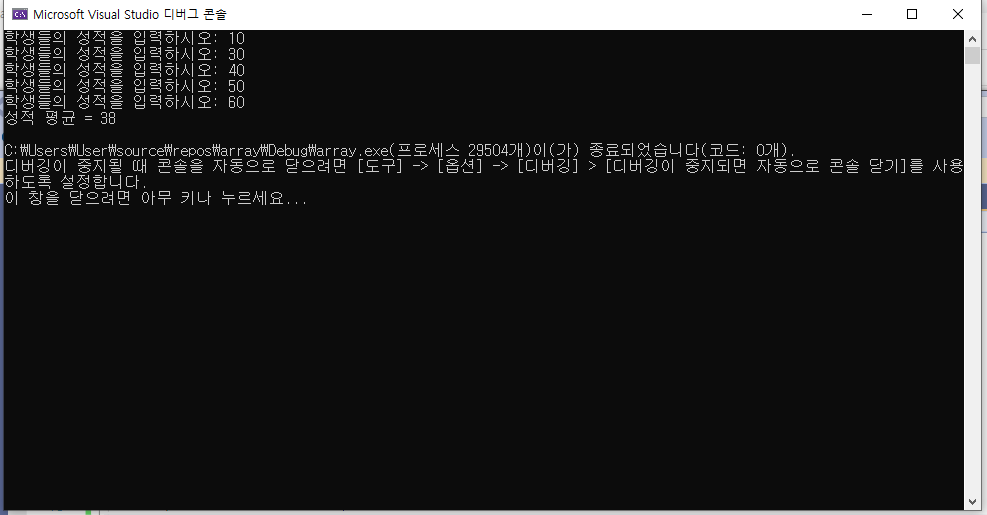 Microsoft Visual Studio 디버그 콘솔
학생들의 성적을 입력하시오: 10
학생들의 성적을 입력하시오: 30
학생들의 성적을 입력하시오: 40
학생들의 성적을 입력하시오: 50
학생들의 성적을 입력하시오: 60
성적 평균 = 38
C:₩Users₩User₩source₩repos₩array₩Debug₩array.exe(프로세스 29504개)이(가) 종료되었습니다(코드: 0개).
디버깅이 중지될 때 콘솔을 자동으로 닫으려면 [도구] -> [옵션] -> [디버깅] > [디버깅이 중지되면 자동으로 콘솔 닫기]를 사용
하도록 설정합니다.
이 창을 닫으려면 아무 키나 누르세요...